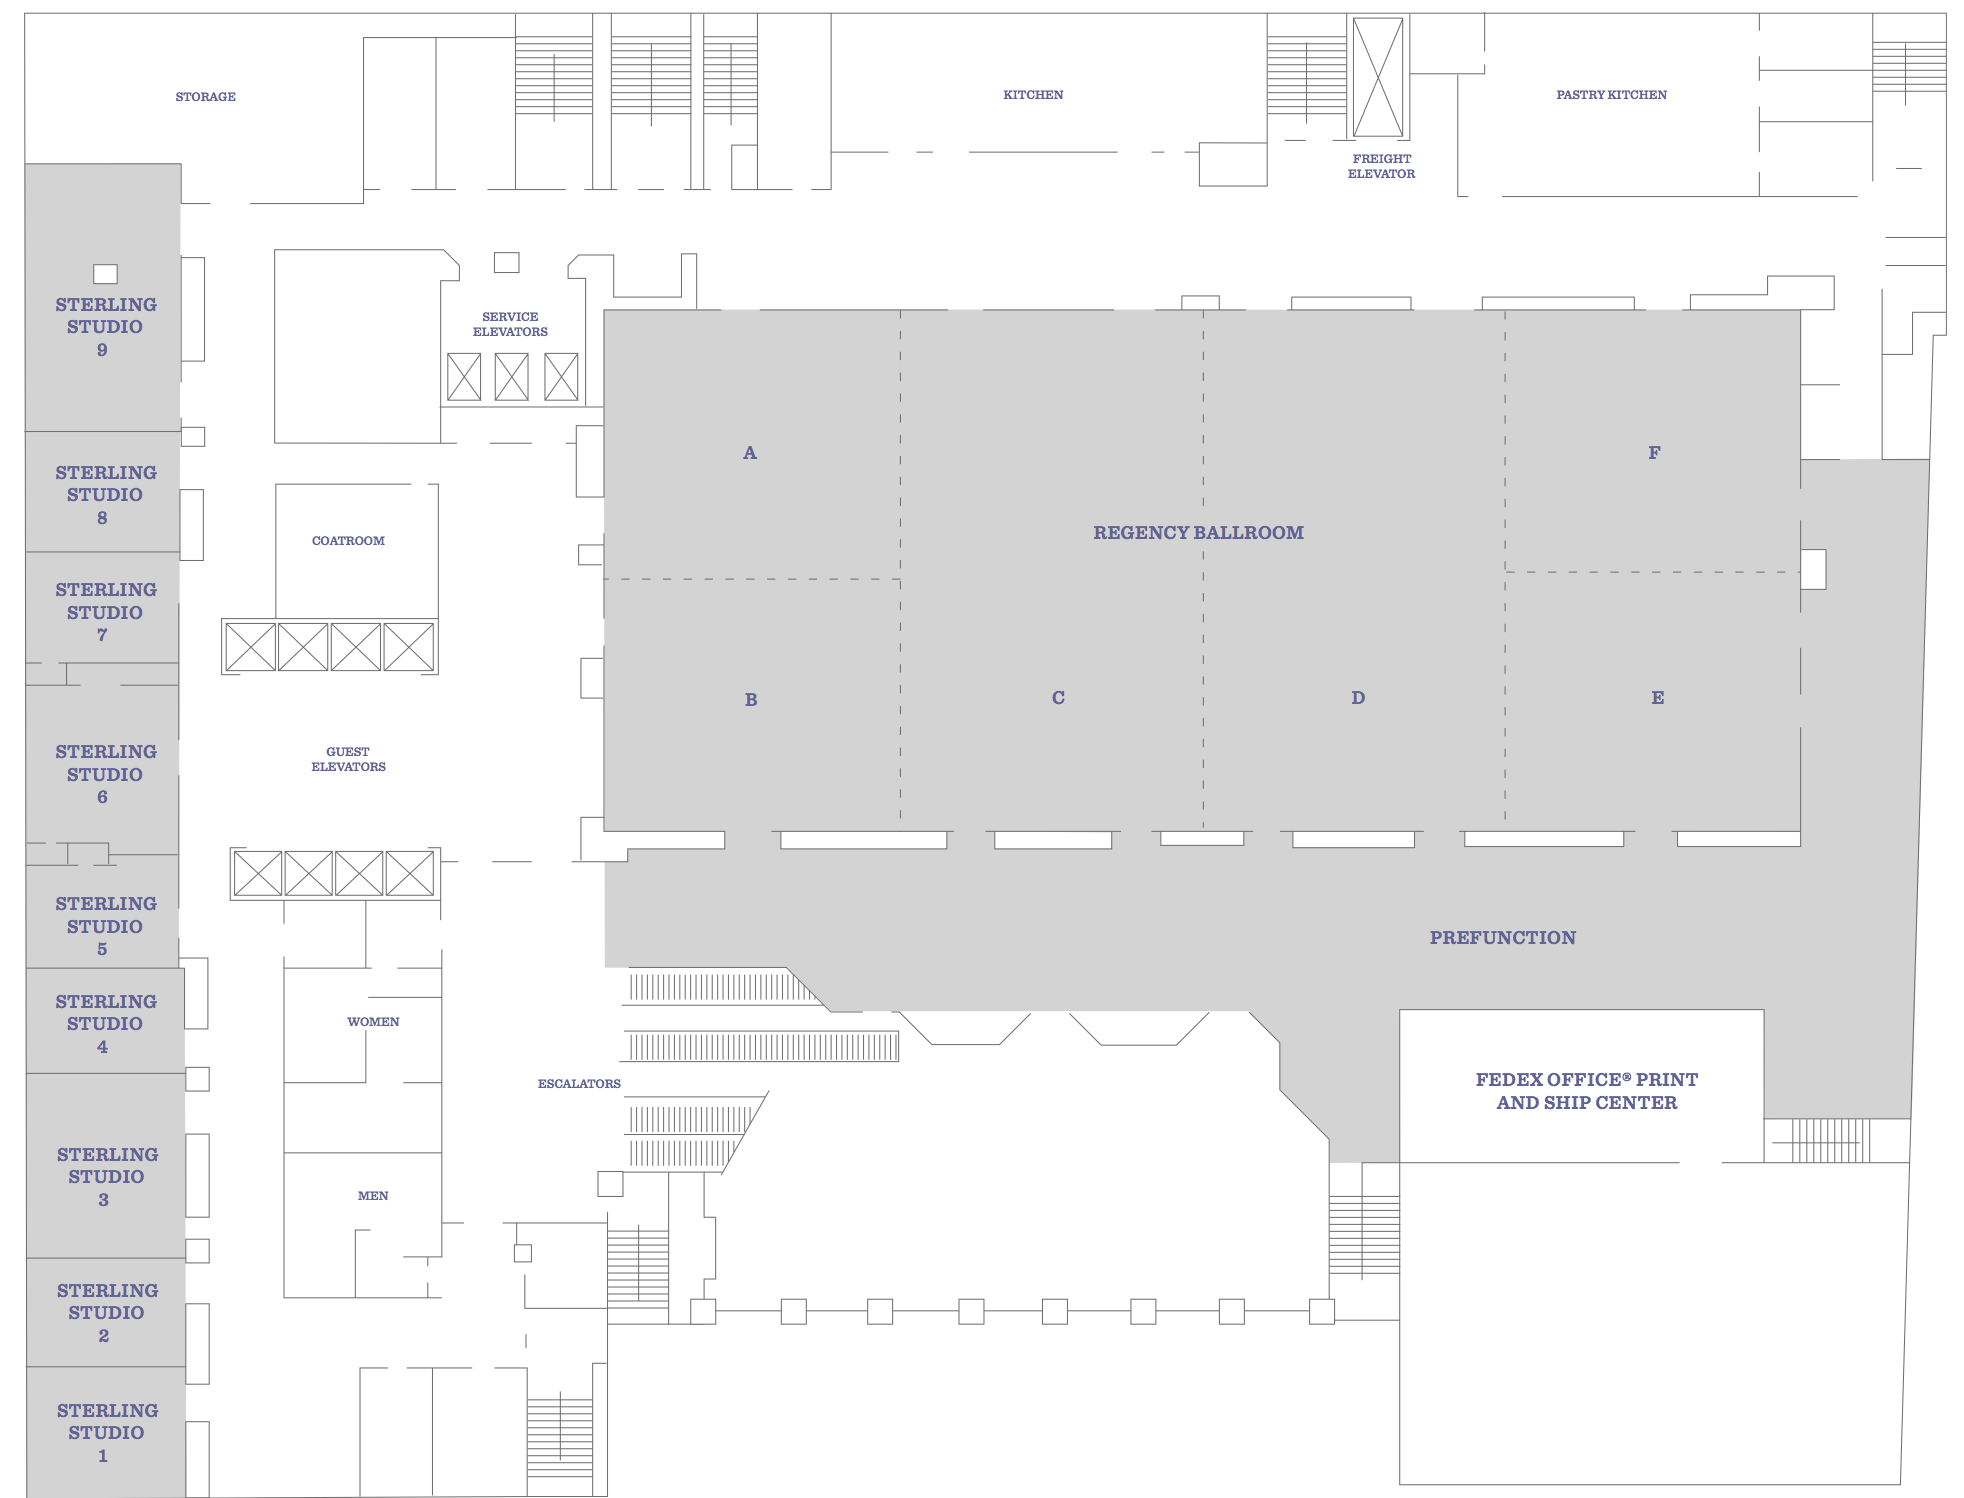 STORAGE
KITCHEN
PASTRY KITCHEN
FREIGHT
ELEVATOR
STERLING
STUDIO
9
SERVICE
ELEVATORS
A
F
STERLING
STUDIO
8
COATROOM
REGENCY BALLROOM
STERLING
STUDIO
7
B
C
D
E
STERLING
STUDIO
6
GUEST
ELEVATORS
STERLING
STUDIO
5
PREFUNCTION
STERLING
STUDIO
4
WOMEN
ESCALATORS
FEDEX OFFICE® PRINT
AND SHIP CENTER
STERLING
STUDIO
3
MEN
STERLING
STUDIO
2
STERLING
STUDIO
1